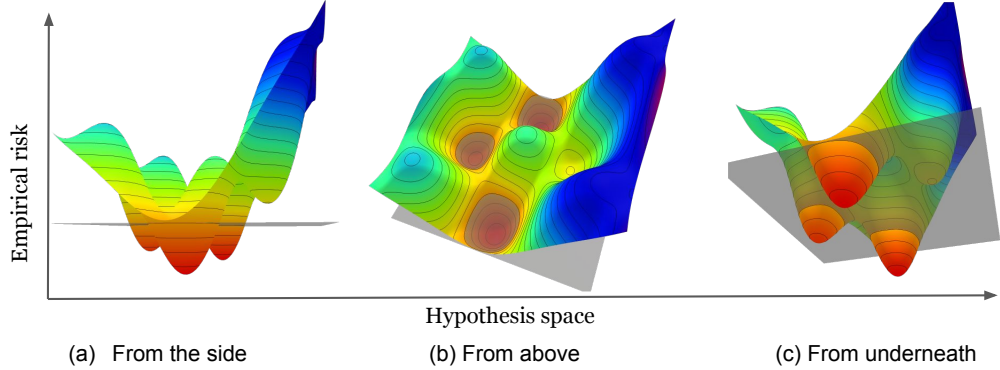 Empirical risk
Hypothesis space
(a) From the side
(b) From above
(c) From underneath